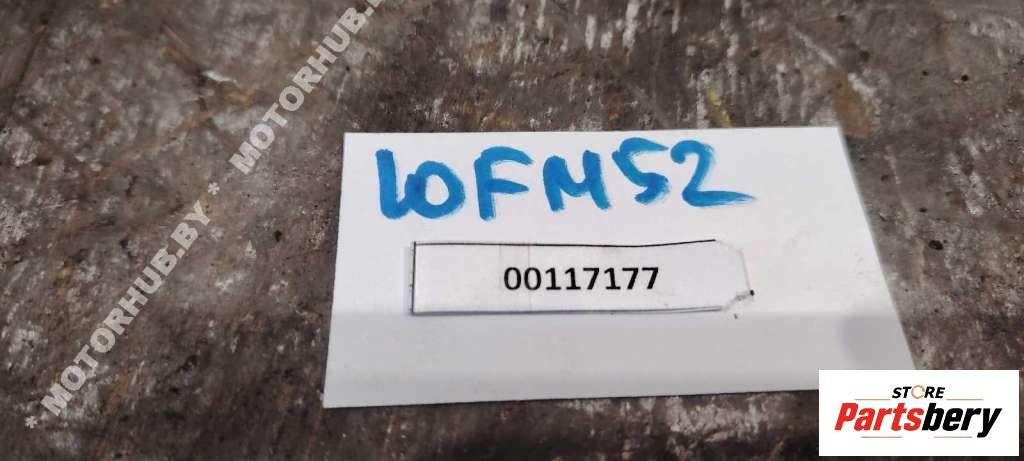 * MOTORHUB.BY * MOTORHUB.BY
10FM52
00117177
STORE
Partsbery